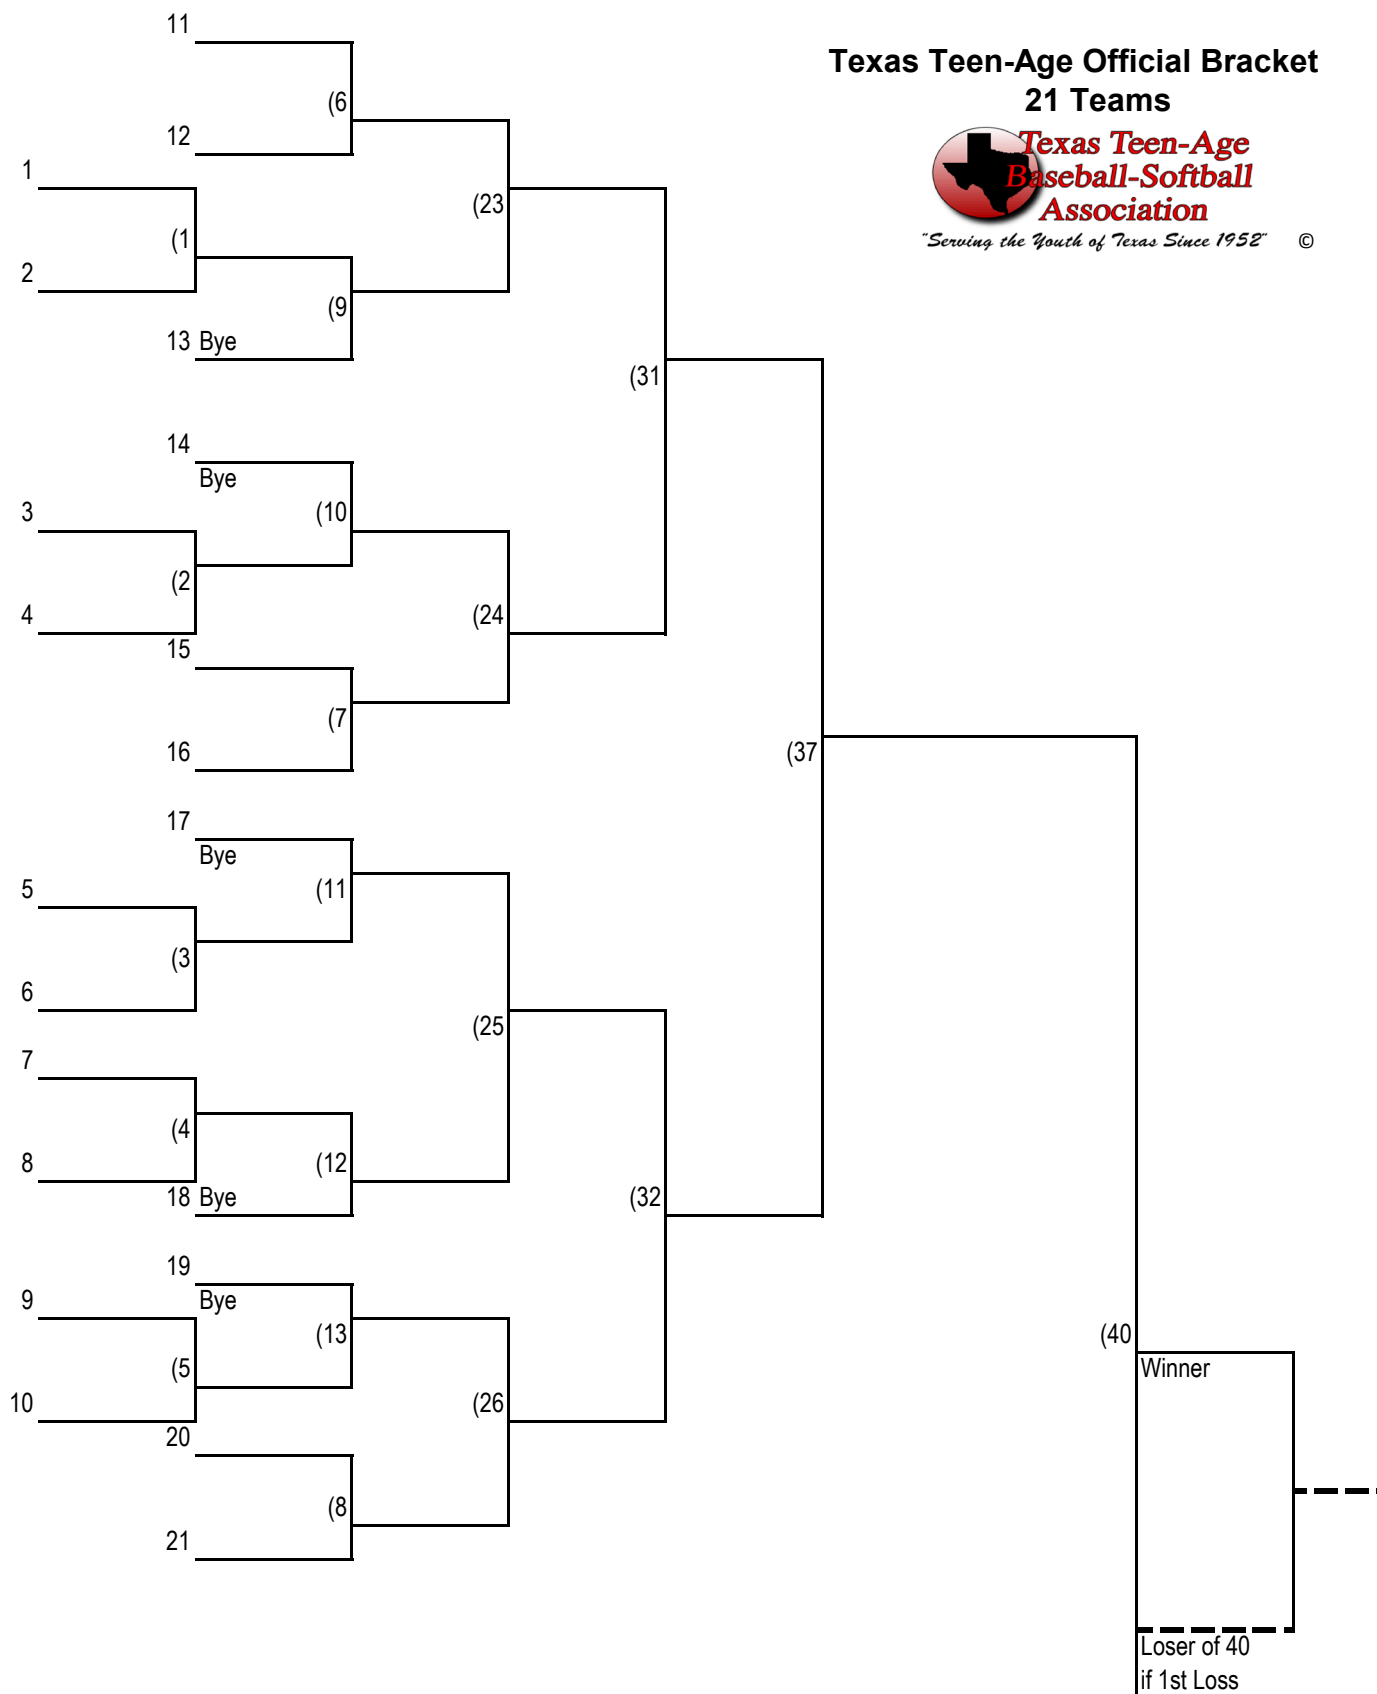 11
Texas Teen-Age Official Bracket
21 Teams
(6
12
Texas Teen-Age
Baseball-Softball
Association
"Serving the Youth of Texas Since 1952" ©
1
(23
(1
2
(9
13 Bye
(31
14
Bye
3
(10
(2
4
(24
15
(7
16
(37
17
Bye
5
(11
(3
6
(25
7
(4
8
(12
18 Bye
(32
19
9
Bye
(13
(40
(5
Winner
10
(26
20
(8
21
Loser of 40
if 1st Loss